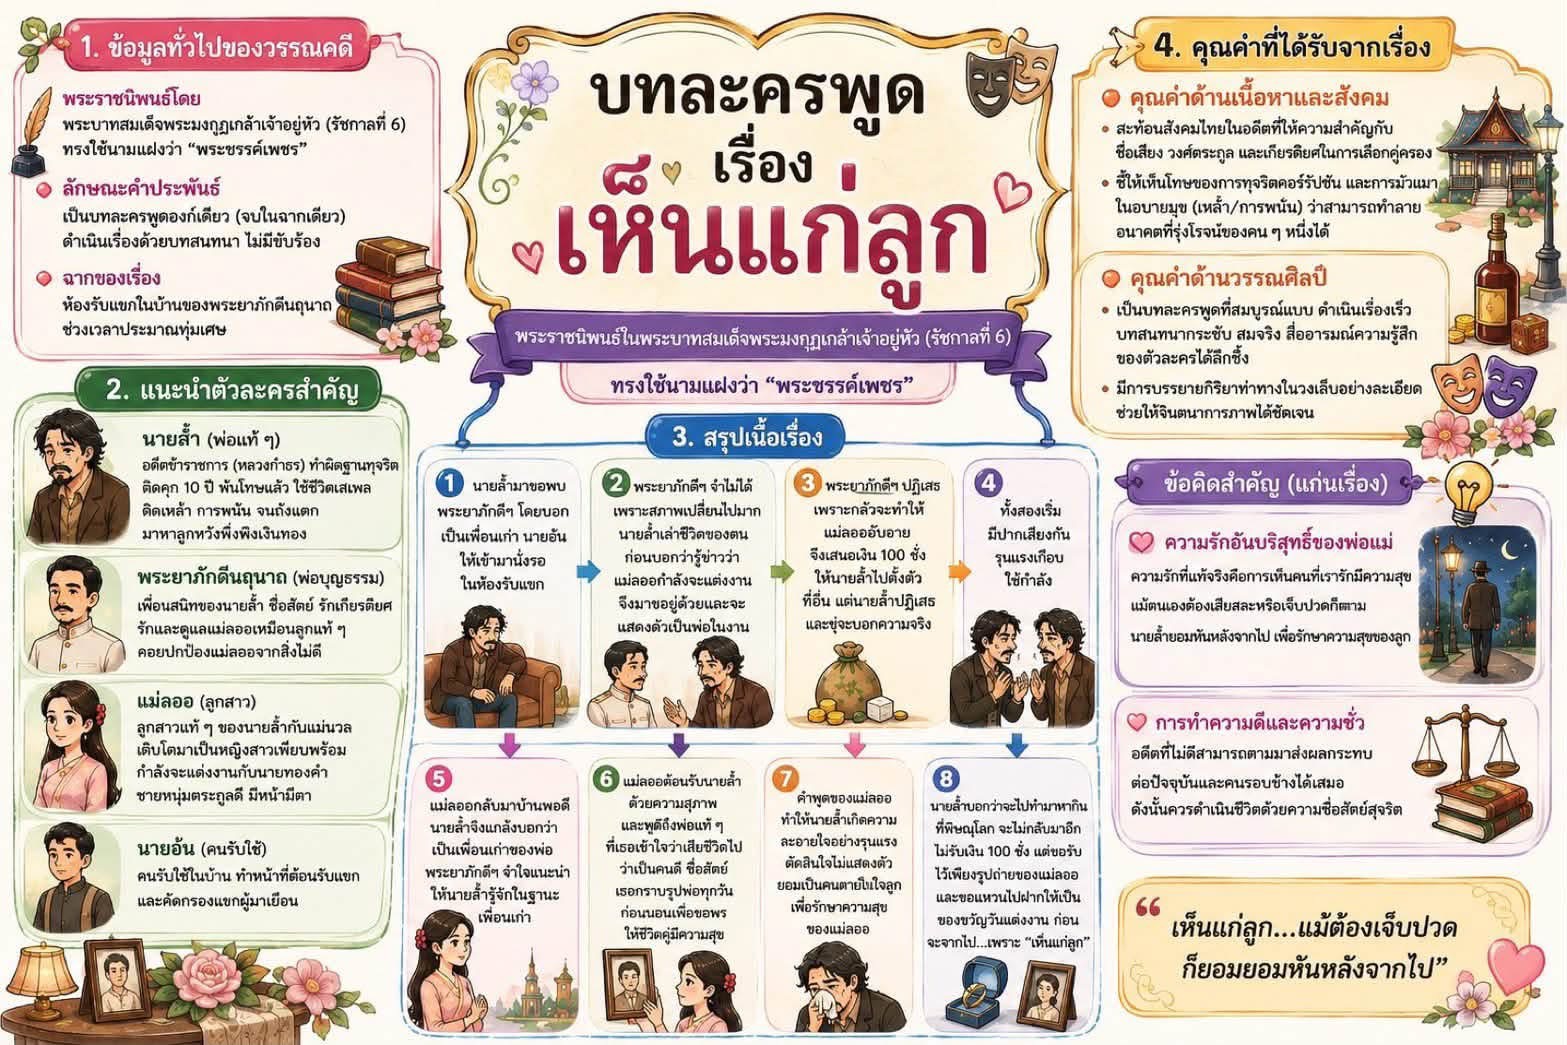 1. ข้อมูลทั่วไปของวรรณคดี
พระราชนิพนธ์โดย
พระบาทสมเด็จพระมงกุฎเกล้าเจ้าอยู่หัว (รัชกาลที่ 6)
ทรงใช้นามแฝงว่า “พระขรรค์เพชร”
ลักษณะคำประพันธ์
เป็นบทละครพูดองก์เดียว (จบในฉากเดียว)
ดำเนินเรื่องด้วยบทสนทนา ไม่มีขับร้อง
ฉากของเรื่อง
ห้องรับแขกในบ้านของพระยาภักดีนฤนาถ
ช่วงเวลาประมาณทุ่มเศษ
บทละครพูด
เรื่อง
เห็นแก่ลูก
พระราชนิพนธ์ในพระบาทสมเด็จพระมงกุฎเกล้าเจ้าอยู่หัว (รัชกาลที่ 6)
ทรงใช้นามแฝงว่า “พระขรรค์เพชร”
2. แนะนำตัวละครสำคัญ
นายล้ำ (พ่อแท้ ๆ)
อดีตข้าราชการ (หลวงกำธร) ทำผิดฐานทุจริต
ติดคุก 10 ปี พ้นโทษแล้ว ใช้ชีวิตเสเพล
ติดเหล้า การพนัน จนถังแตก
มาหาลูกหวังพึ่งพิงเงินทอง
พระยาภักดีนฤนาถ (พ่อบุญธรรม)
เพื่อนสนิทของนายล้ำ ซื่อสัตย์ รักเกียรติยศ
รักและดูแลแม่ลออเหมือนลูกแท้ ๆ
คอยปกป้องแม่ลออจากสิ่งไม่ดี
แม่ลออ (ลูกสาว)
ลูกสาวแท้ ๆ ของนายล้ำกับแม่นวล
เติบโตมาเป็นหญิงสาวเพียบพร้อม
กำลังจะแต่งงานกับนายทองคำ
ชายหนุ่มตระกูลดี มีหน้ามีตา
นายอ้น (คนรับใช้)
คนรับใช้ในบ้าน ทำหน้าที่ต้อนรับแขก
และคัดกรองแขกผู้มาเยือน
3. สรุปเนื้อเรื่อง
1 นายล้ำมาขอพบ
พระยาภักดีฯ โดยบอก
เป็นเพื่อนเก่า นายอ้น
ให้เข้ามานั่งรอ
ในห้องรับแขก
2 พระยาภักดีฯ จำไม่ได้
เพราะสภาพเปลี่ยนไปมาก
นายล้ำเล่าชีวิตของตน
ก่อนบอกว่ารู้ข่าวว่า
แม่ลออกำลังจะแต่งงาน
จึงมาขออยู่ด้วยและจะ
แสดงตัวเป็นพ่อในงาน
3 พระยาภักดีฯ ปฏิเสธ
เพราะกลัวจะทำให้
แม่ลออับอาย
จึงเสนอเงิน 100 ชั่ง
ให้นายล้ำไปตั้งตัว
ที่อื่น แต่นายล้ำปฏิเสธ
และขู่จะบอกความจริง
4
ทั้งสองเริ่ม
มีปากเสียงกัน
รุนแรงเกือบ
ใช้กำลัง
5
แม่ลออกลับมาบ้านพอดี
นายล้ำจึงแกล้งบอกว่า
เป็นเพื่อนเก่าของพ่อ
พระยาภักดีฯ จำใจแนะนำ
ให้นายล้ำรู้จักในฐานะ
เพื่อนเก่า
6 แม่ลออต้อนรับนายล้ำ
ด้วยความสุภาพ
และพูดถึงพ่อแท้ ๆ
ที่เธอเข้าใจว่าเสียชีวิตไป
ว่าเป็นคนดี ซื่อสัตย์
เธอกราบรูปพ่อทุกวัน
ก่อนนอนเพื่อขอพร
ให้ชีวิตคู่มีความสุข
7
คำพูดของแม่ลออ
ทำให้นายล้ำเกิดความ
ละอายใจอย่างรุนแรง
ตัดสินใจไม่แสดงตัว
ยอมเป็นคนตายในใจลูก
เพื่อรักษาความสุข
ของแม่ลออ
8
นายล้ำบอกว่าจะไปทำมาหากิน
ที่พิษณุโลก จะไม่กลับมาอีก
ไม่รับเงิน 100 ชั่ง แต่ขอรับ
ไว้เพียงรูปถ่ายของแม่ลออ
และขอแหวนไปฝากให้เป็น
ของขวัญวันแต่งงาน ก่อน
จะจากไป...เพราะ “เห็นแก่ลูก”
4. คุณค่าที่ได้รับจากเรื่อง
คุณค่าด้านเนื้อหาและสังคม
• สะท้อนสังคมไทยในอดีตที่ให้ความสำคัญกับ
ชื่อเสียง วงศ์ตระกูล และเกียรติยศในการเลือกคู่ครอง
• ชี้ให้เห็นโทษของการทุจริตคอร์รัปชัน และการมัวเมา
ในอบายมุข (เหล้า/การพนัน) ว่าสามารถทำลาย
อนาคตที่รุ่งโรจน์ของคน ๆ หนึ่งได้
คุณค่าด้านวรรณศิลป์
• เป็นบทละครพูดที่สมบูรณ์แบบ ดำเนินเรื่องเร็ว
บทสนทนากระชับ สมจริง สื่ออารมณ์ความรู้สึก
ของตัวละครได้ลึกซึ้ง
• มีการบรรยายกิริยาท่าทางในวงเล็บอย่างละเอียด
ช่วยให้จินตนาการภาพได้ชัดเจน
ข้อคิดสำคัญ (แก่นเรื่อง)
ความรักอันบริสุทธิ์ของพ่อแม่
ความรักที่แท้จริงคือการเห็นคนที่เรารักมีความสุข
แม้ตนเองต้องเสียสละหรือเจ็บปวดก็ตาม
นายล้ำยอมหันหลังจากไป เพื่อรักษาความสุขของลูก
การทำความดีและความชั่ว
อดีตที่ไม่ดีสามารถตามมาส่งผลกระทบ
ต่อปัจจุบันและคนรอบข้างได้เสมอ
ดังนั้นควรดำเนินชีวิตด้วยความซื่อสัตย์สุจริต
“ เห็นแก่ลูก...แม้ต้องเจ็บปวด
ก็ยอมยอมหันหลังจากไป”